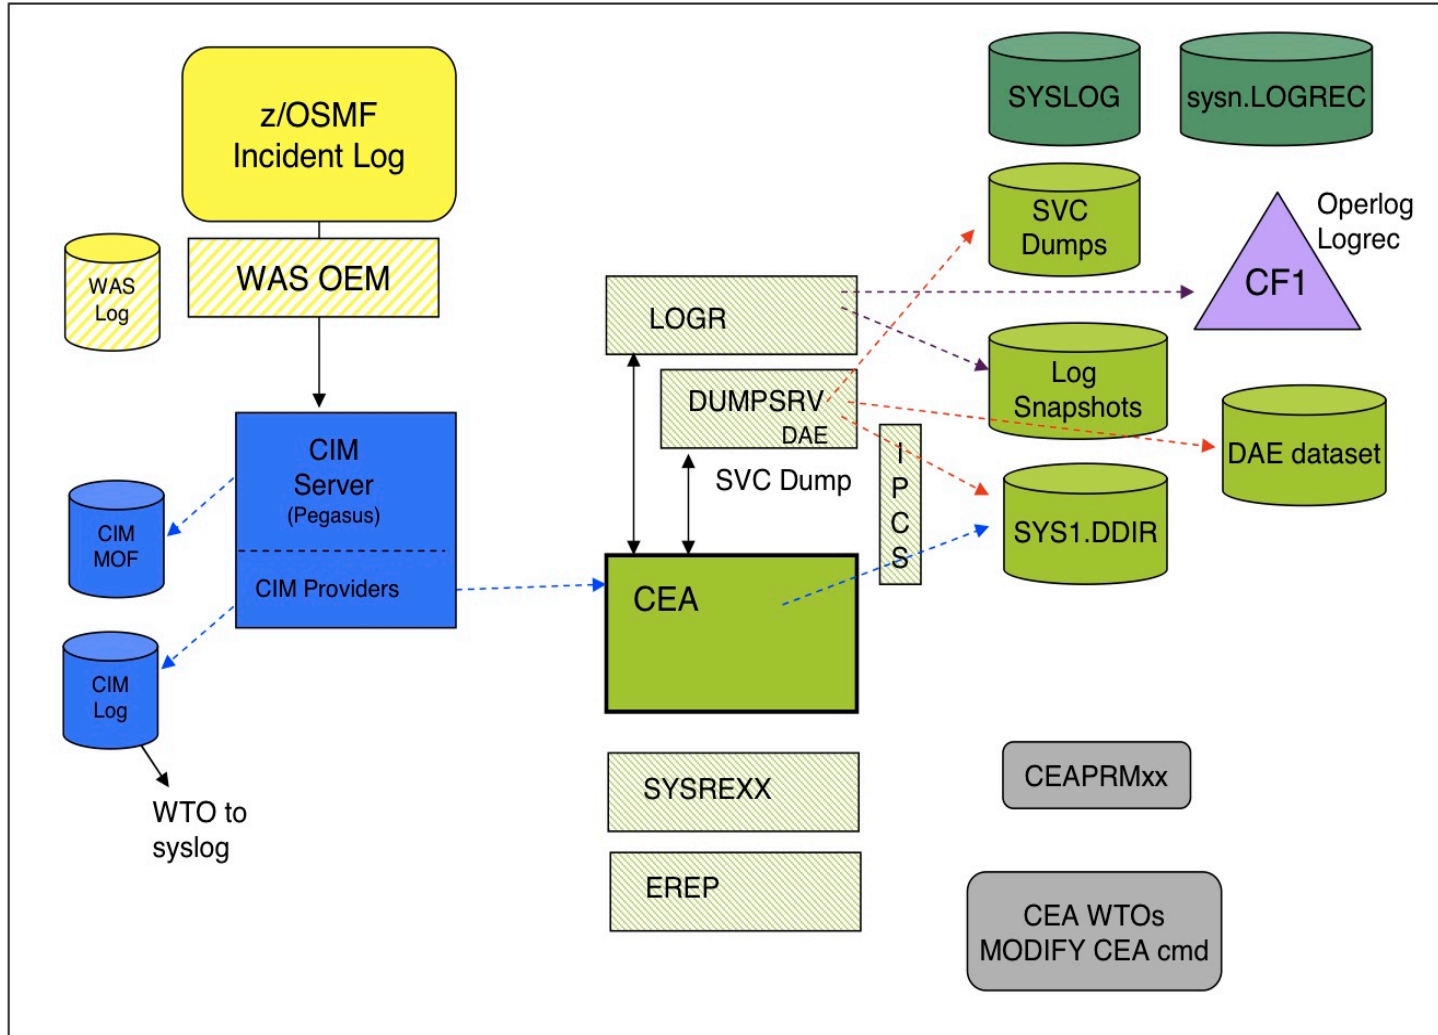 z/OSMF
Incident Log
WAS OEM
WAS
Log
CIM
Server
(Pegasus)
CIM Providers
CIM
MOF
CIM
Log
WTO to
syslog
LOGR
DUMPSRV
DAE
SVC Dump
I
P
C
S
CEA
SYSREXX
EREP
SYSLOG
sysn.LOGREC
SVC
Dumps
Operlog
Logrec
CF1
Log
Snapshots
DAE dataset
SYS1.DDIR
CEAPRMxx
CEA WTOs
MODIFY CEA cmd